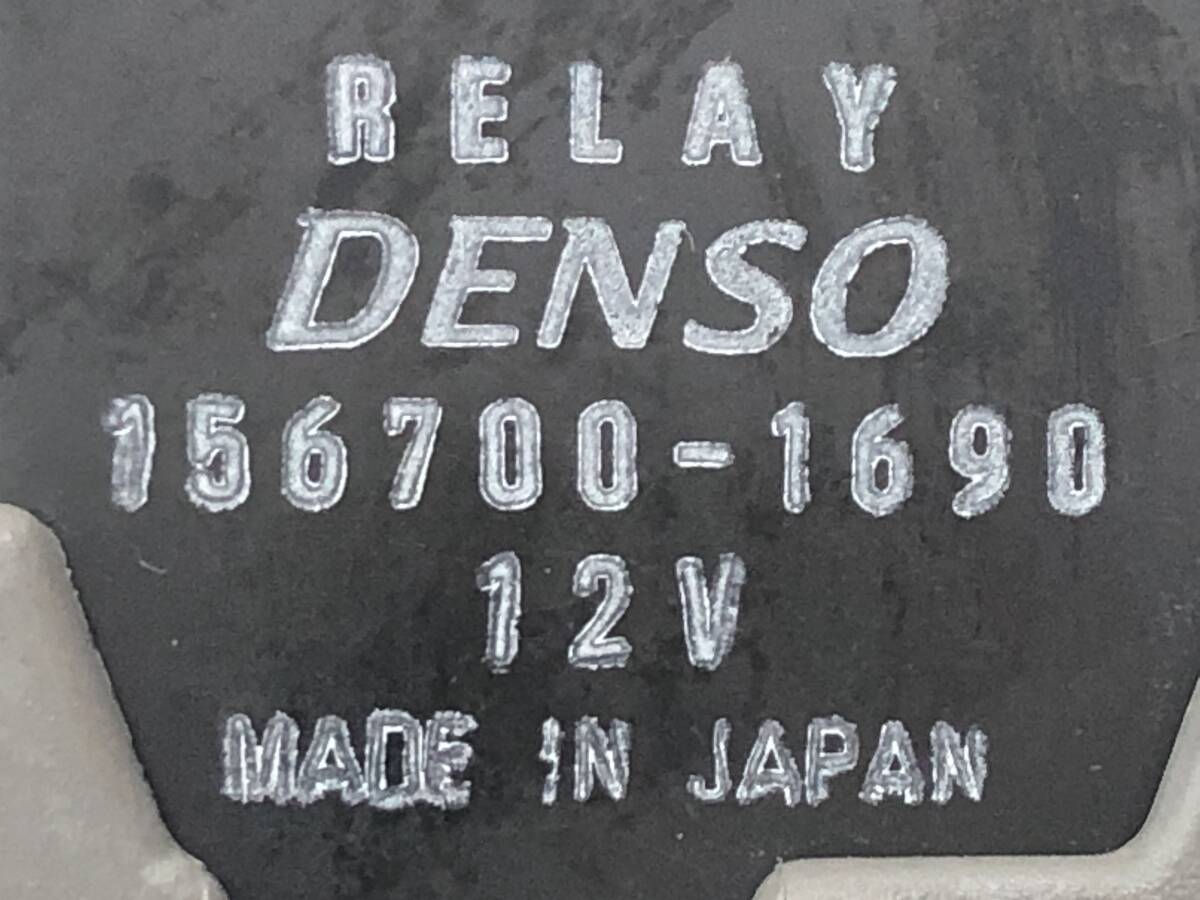 RELAY
DENSO
156700-1690
12V
MADE IN JAPAN